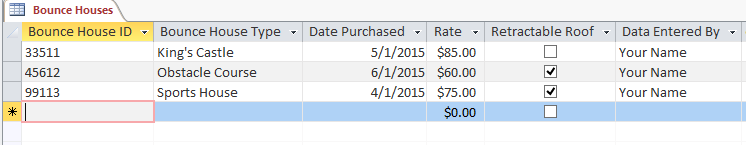 Bounce Houses
Bounce House ID Bounce House Type Date Purchased Rate Retractable Roof Data Entered By
33511 King's Castle 5/1/2015 $85.00 Your Name
45612 Obstacle Course 6/1/2015 $60.00 Your Name
99113 Sports House 4/1/2015 $75.00 Your Name
$0.00